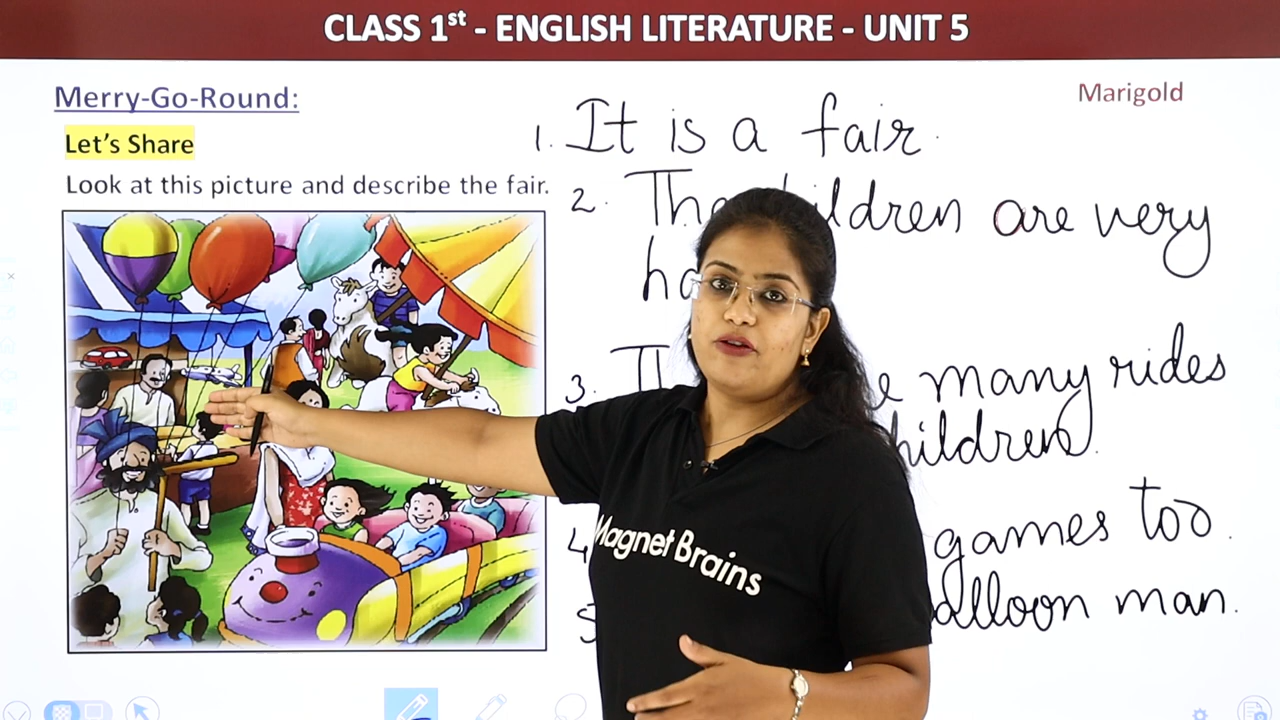 CLASS 1st - ENGLISH LITERATURE - UNIT 5
Merry-Go-Round:
Marigold
Let's Share
Look at this picture and describe the fair.
1. It is a fair.
2. The are very
3. many rides
games too.
man.
Magnet Brains